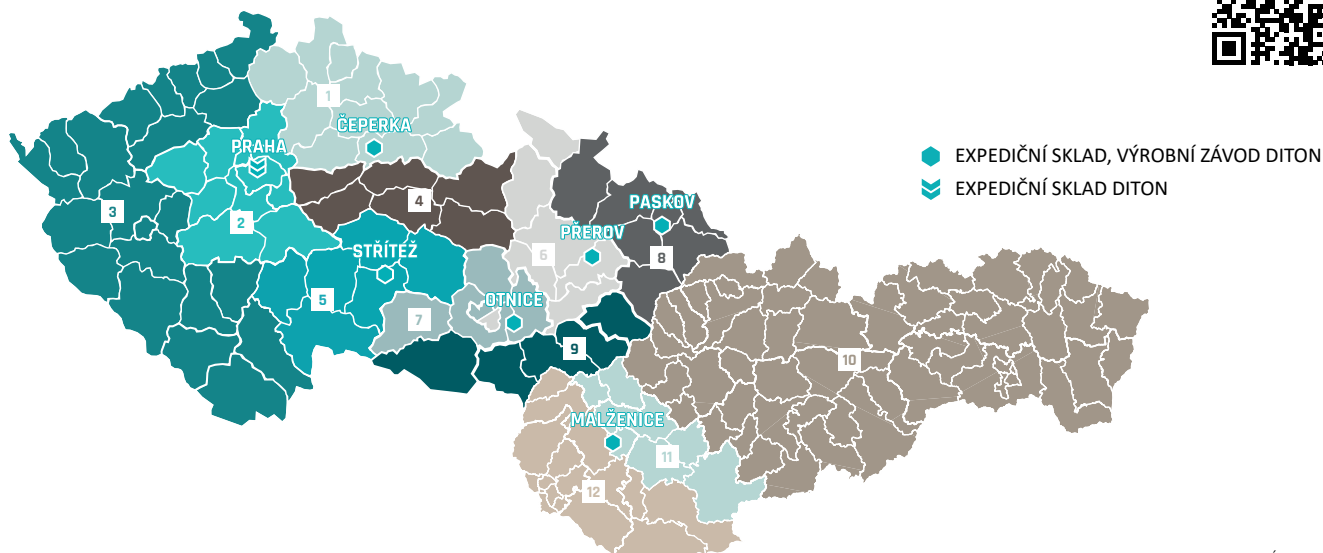 1
ČEPERKA
PRAHA
EXPEDIČNÍ SKLAD, VÝROBNÍ ZÁVOD DITON
EXPEDIČNÍ SKLAD DITON
3
4
2
PASKOV
PŘEROV
STŘÍTEŽ
6
8
5
OTNICE
7
9
10
MALŽENICE
11
12